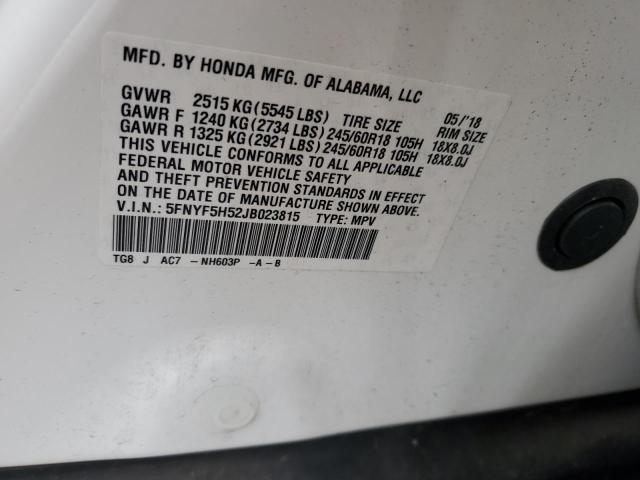 MFD. BY HONDA MFG. OF ALABAMA, LLC
GVWR 2515 KG (5545 LBS) TIRE SIZE 05/'18 RIM SIZE
GAWR F 1240 KG (2734 LBS) 245/60R18 105H 18X8.0J
GAWR R 1325 KG (2921 LBS) 245/60R18 105H 18X8.0J
THIS VEHICLE CONFORMS TO ALL APPLICABLE
FEDERAL MOTOR VEHICLE SAFETY
AND THEFT PREVENTION STANDARDS IN EFFECT
ON THE DATE OF MANUFACTURE SHOWN ABOVE.
V.I.N.: 5FNYF5H52JB023815 TYPE: MPV
TG8 J AC7 - NH603P - A - B